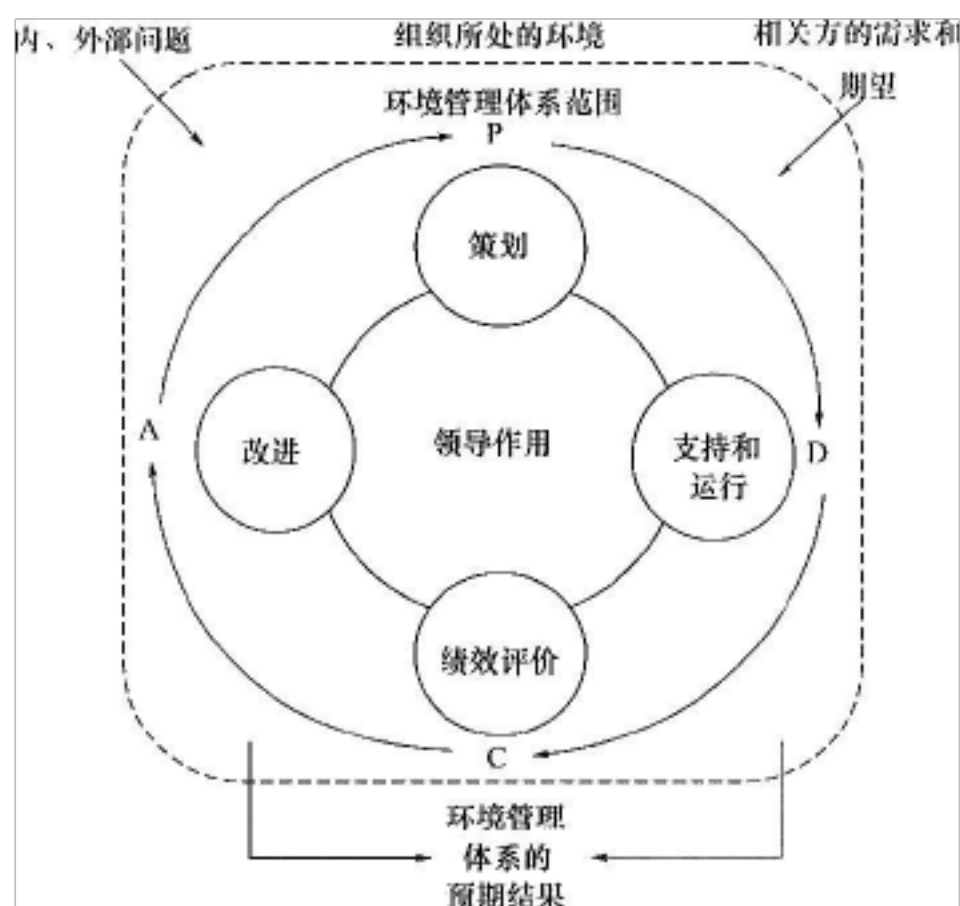 内、外部问题
组织所处的环境
相关方的需求和
期望
环境管理体系范围
P
策划
A
改进
领导作用
支持和
运行
D
绩效评价
C
环境管理
体系的
预期结果